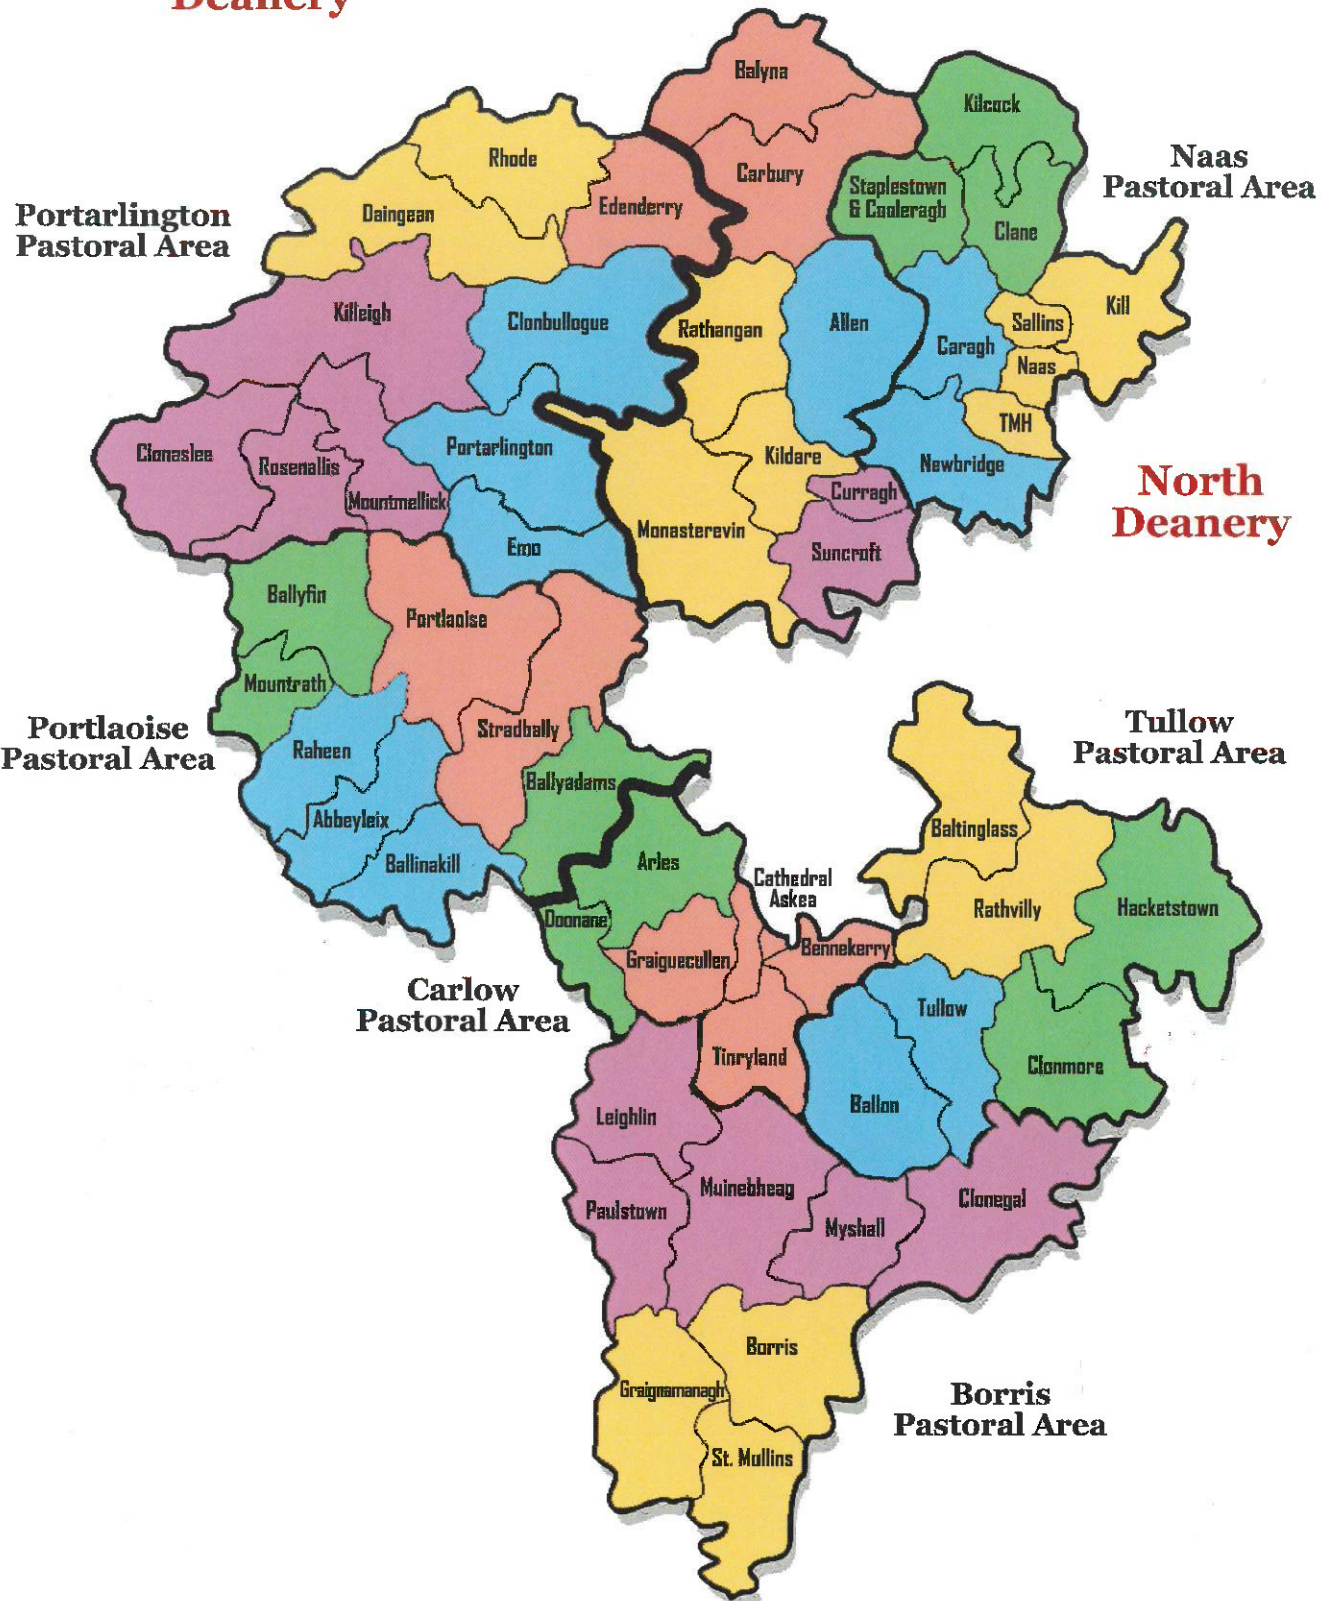 Deanery
Balyna
Kilcock
Naas
Pastoral Area
Rhode
Carbury
Staplestown
& Cooleragh
Edenderry
Daingean
Portarlington
Pastoral Area
Clane
Killeigh
Clonbullogue
Rathangan
Allen
Caragh
Sallins
Kill
Naas
TMH
Clonaslee
Rosenallis
Portarlington
Kildare
Newbridge
Mountmellick
Curragh
North
Deanery
Monasterevin
Emo
Suncroft
Ballyfin
Portlaoise
Mountrath
Portlaoise
Pastoral Area
Stradbally
Raheen
Tullow
Pastoral Area
Ballyadams
Abbeyleix
Baltinglass
Ballinakill
Arles
Cathedral
Askea
Doonane
Rathvilly
Hacketstown
Graiguecullen
Bennekerry
Carlow
Pastoral Area
Tullow
Tinryland
Clonmore
Ballon
Leighlin
Muinebheag
Paulstown
Myshall
Clonegal
Borris
Graignamanagh
Borris
Pastoral Area
St. Mullins